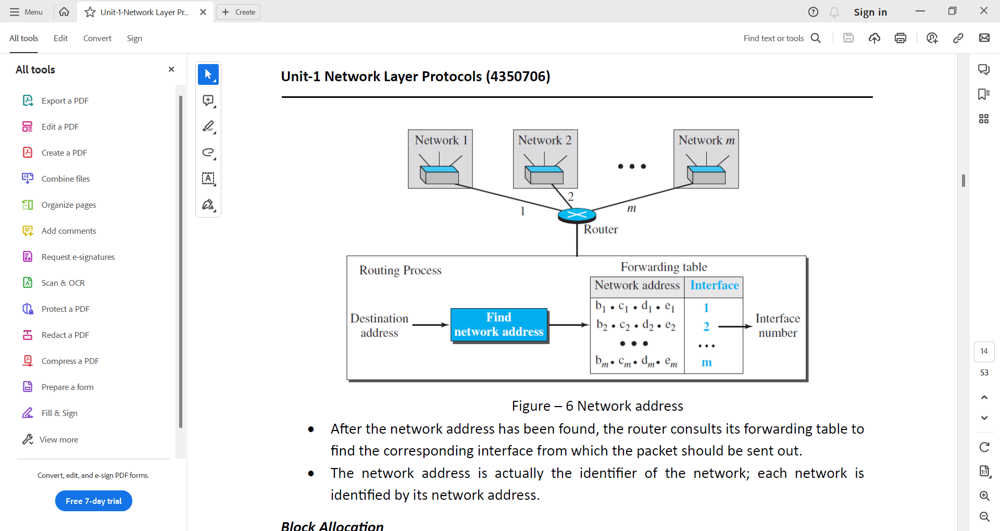 Menu
Unit-1-Network Layer Pr...
Create
Sign in
All tools
Edit
Convert
Sign
Find text or tools
All tools
Export a PDF
Edit a PDF
Create a PDF
Combine files
Organize pages
Add comments
Request e-signatures
Scan & OCR
Protect a PDF
Redact a PDF
Compress a PDF
Prepare a form
Fill & Sign
View more
Convert, edit, and e-sign PDF forms.
Free 7-day trial
Unit-1 Network Layer Protocols (4350706)
Network 1
Network 2
• • •
Network m
1
2
m
Router
Routing Process
Forwarding table
Network address Interface
b1 • c1 • d1 • e1 1
b2 • c2 • d2 • e2 2
• • • • • •
bm • cm • dm • em m
Destination
address
Find
network address
Interface
number
Figure – 6 Network address
• After the network address has been found, the router consults its forwarding table to
find the corresponding interface from which the packet should be sent out.
• The network address is actually the identifier of the network; each network is
identified by its network address.
Block Allocation
14
53
1:1